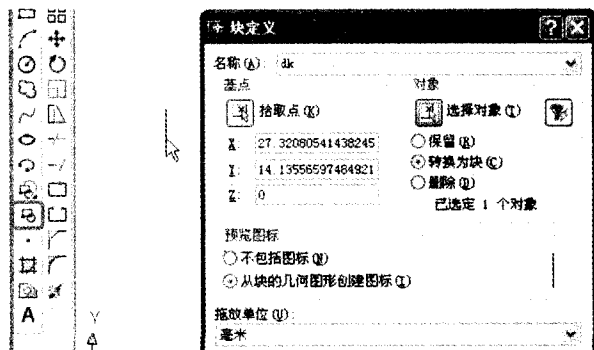 块定义
名称(A): dk
基点
对象
拾取点(K)
选择对象(T)
X: 27.32080541438245
Y: 14.13556597484921
Z: 0
保留(R)
转换为块(C)
删除(D)
已选定 1 个对象
预览图标
不包括图标(N)
从块的几何图形创建图标(I)
拖放单位(U):
毫米
A
Y